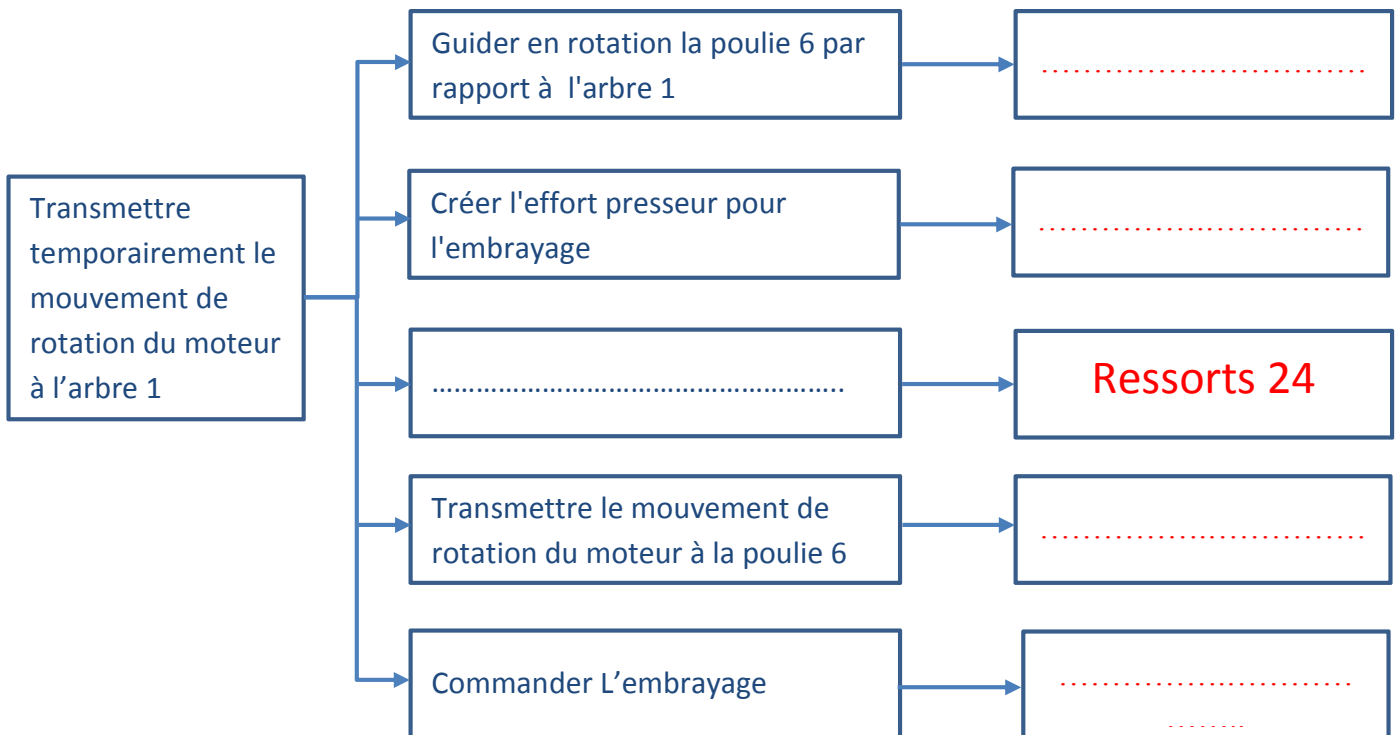 Guider en rotation la poulie 6 par
rapport à l'arbre 1
................................
Transmettre
temporairement le
mouvement de
rotation du moteur
à l’arbre 1
Créer l'effort presseur pour
l'embrayage
................................
........................................................
Ressorts 24
Transmettre le mouvement de
rotation du moteur à la poulie 6
................................
Commander L’embrayage
.............................
.........